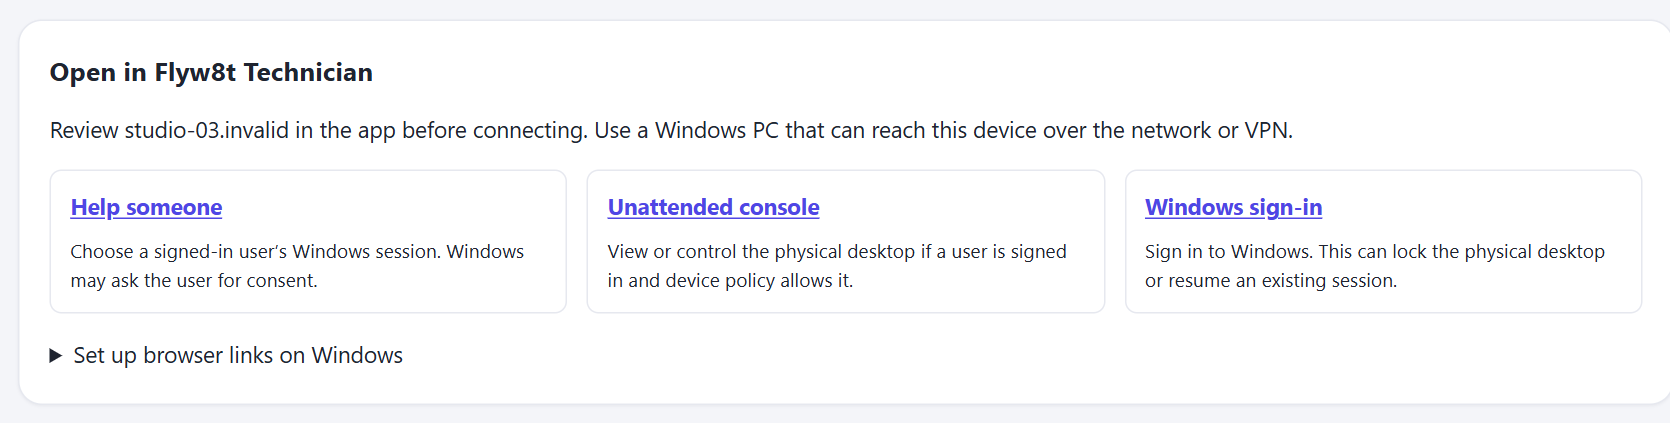 Open in Flyw8t Technician
Review studio-03.invalid in the app before connecting. Use a Windows PC that can reach this device over the network or VPN.
Help someone
Choose a signed-in user’s Windows session. Windows
may ask the user for consent.
Unattended console
View or control the physical desktop if a user is signed
in and device policy allows it.
Windows sign-in
Sign in to Windows. This can lock the physical desktop
or resume an existing session.
Set up browser links on Windows